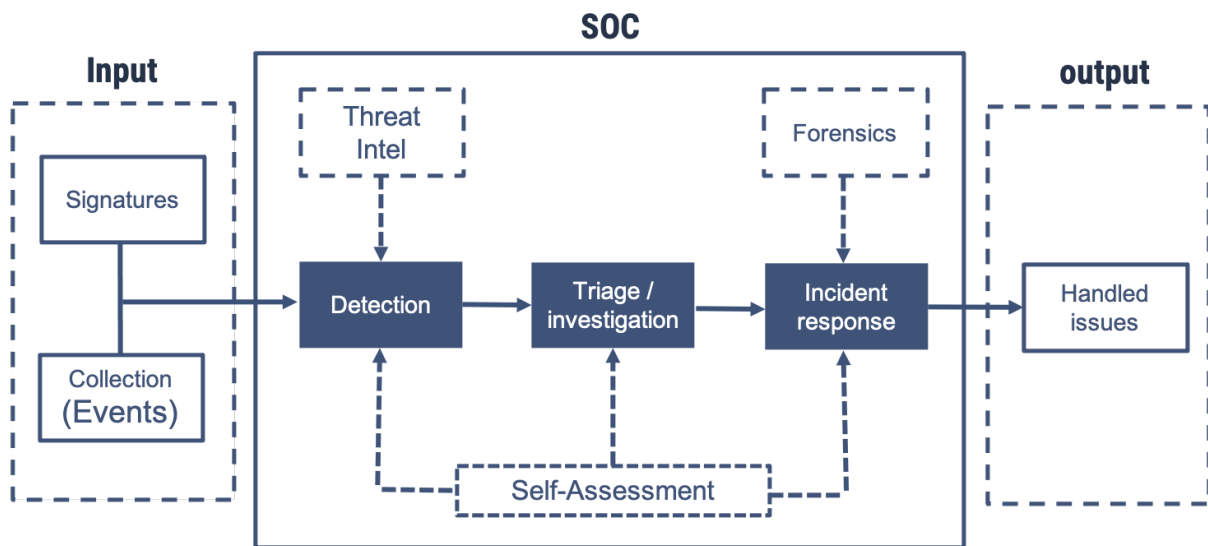 SOC
Input
output
Threat
Intel
Forensics
Signatures
Detection
Triage /
investigation
Incident
response
Handled
issues
Collection
(Events)
Self-Assessment